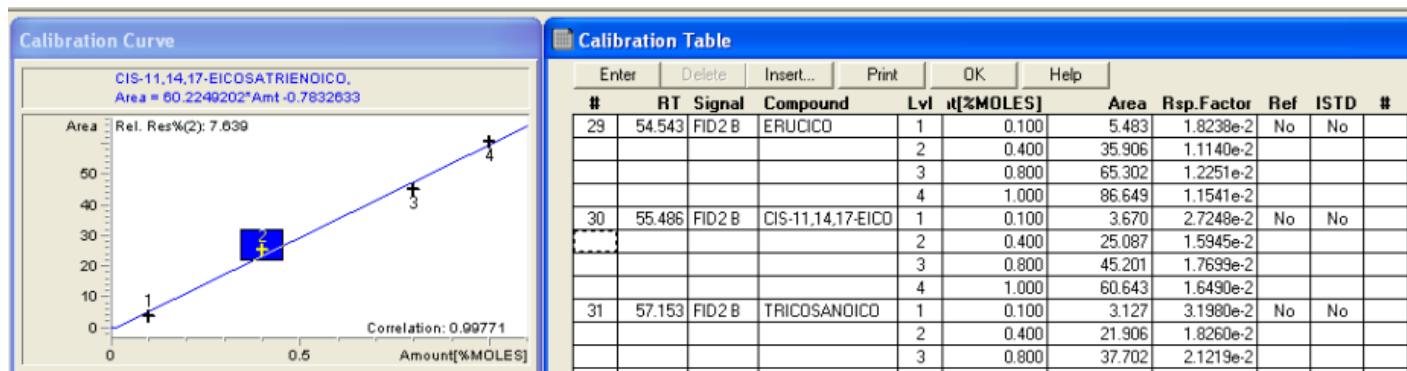 Calibration Curve
CIS-11,14,17-EICOSATRIENOICO,
Area = 60.2249202*Amt -0.7832633
Area
Rel. Res%(2): 7.639
50
40
30
20
10
0
1
2
3
4
Correlation: 0.99771
0
0.5
Amount[%MOLES]
Calibration Table
Enter Delete Insert... Print OK Help
# RT Signal Compound Lvl ıt[%MOLES] Area Rsp.Factor Ref ISTD #
29 54.543 FID2 B ERUCICO 1 0.100 5.483 1.8238e-2 No No
2 0.400 35.906 1.1140e-2
3 0.800 65.302 1.2251e-2
4 1.000 86.649 1.1541e-2
30 55.486 FID2 B CIS-11,14,17-EICO 1 0.100 3.670 2.7248e-2 No No
2 0.400 25.087 1.5945e-2
3 0.800 45.201 1.7699e-2
4 1.000 60.643 1.6490e-2
31 57.153 FID2 B TRICOSANOICO 1 0.100 3.127 3.1980e-2 No No
2 0.400 21.906 1.8260e-2
3 0.800 37.702 2.1219e-2